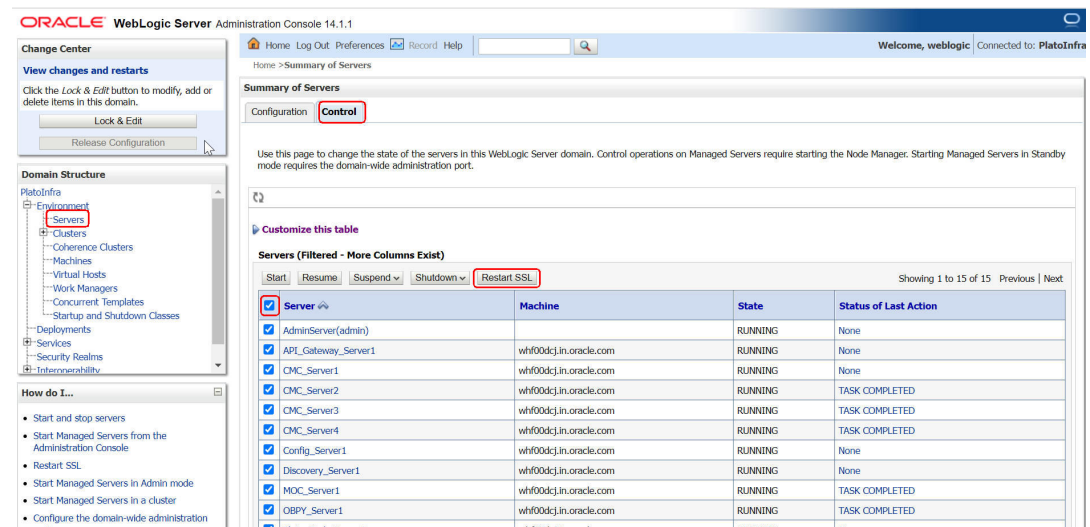 ORACLE WebLogic Server Administration Console 14.1.1
Change Center
View changes and restarts
Click the Lock & Edit button to modify, add or
delete items in this domain.
Lock & Edit
Release Configuration
Domain Structure
PlatoInfra
Environment
Servers
Clusters
Coherence Clusters
Machines
Virtual Hosts
Work Managers
Concurrent Templates
Startup and Shutdown Classes
Deployments
Services
Security Realms
Interoperability
How do I...
Start and stop servers
Start Managed Servers from the
Administration Console
Restart SSL
Start Managed Servers in Admin mode
Start Managed Servers in a cluster
Configure the domain-wide administration
Home Log Out Preferences Record Help
Welcome, weblogic Connected to: PlatoInfra
Home >Summary of Servers
Summary of Servers
Configuration Control
Use this page to change the state of the servers in this WebLogic Server domain. Control operations on Managed Servers require starting the Node Manager. Starting Managed Servers in Standby
mode requires the domain-wide administration port.
Customize this table
Servers (Filtered - More Columns Exist)
Start Resume Suspend Shutdown Restart SSL Showing 1 to 15 of 15 Previous | Next
Server Machine State Status of Last Action
AdminServer(admin) RUNNING None
API_Gateway_Server1 whf00dcj.in.oracle.com RUNNING None
CMC_Server1 whf00dcj.in.oracle.com RUNNING None
CMC_Server2 whf00dcj.in.oracle.com RUNNING TASK COMPLETED
CMC_Server3 whf00dcj.in.oracle.com RUNNING TASK COMPLETED
CMC_Server4 whf00dcj.in.oracle.com RUNNING TASK COMPLETED
Config_Server1 whf00dcj.in.oracle.com RUNNING None
Discovery_Server1 whf00dcj.in.oracle.com RUNNING None
MOC_Server1 whf00dcj.in.oracle.com RUNNING TASK COMPLETED
OBPY_Server1 whf00dcj.in.oracle.com RUNNING TASK COMPLETED